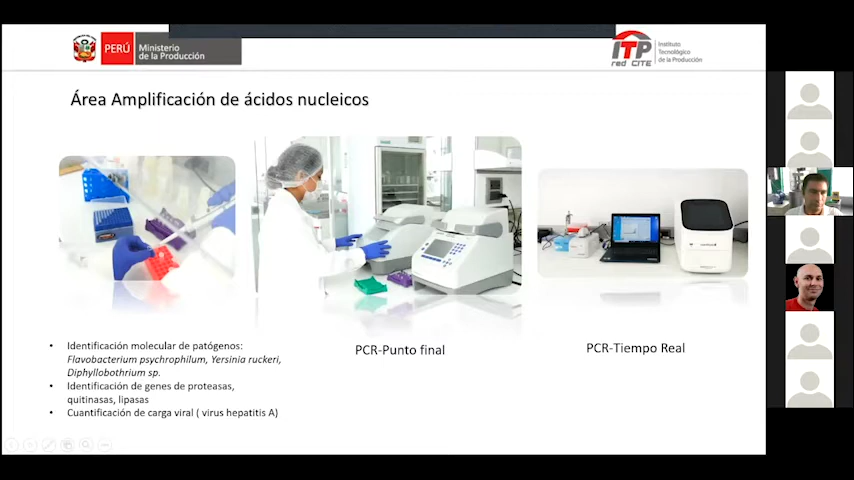 PERÚ
Ministerio
de la Producción
ITP
red CITE
Instituto
Tecnológico
de la Producción
Área Amplificación de ácidos nucleicos
• Identificación molecular de patógenos:
Flavobacterium psychrophilum, Yersinia ruckeri,
Diphyllobothrium sp.
• Identificación de genes de proteasas,
quitinasas, lipasas
• Cuantificación de carga viral ( virus hepatitis A)
PCR-Punto final
PCR-Tiempo Real